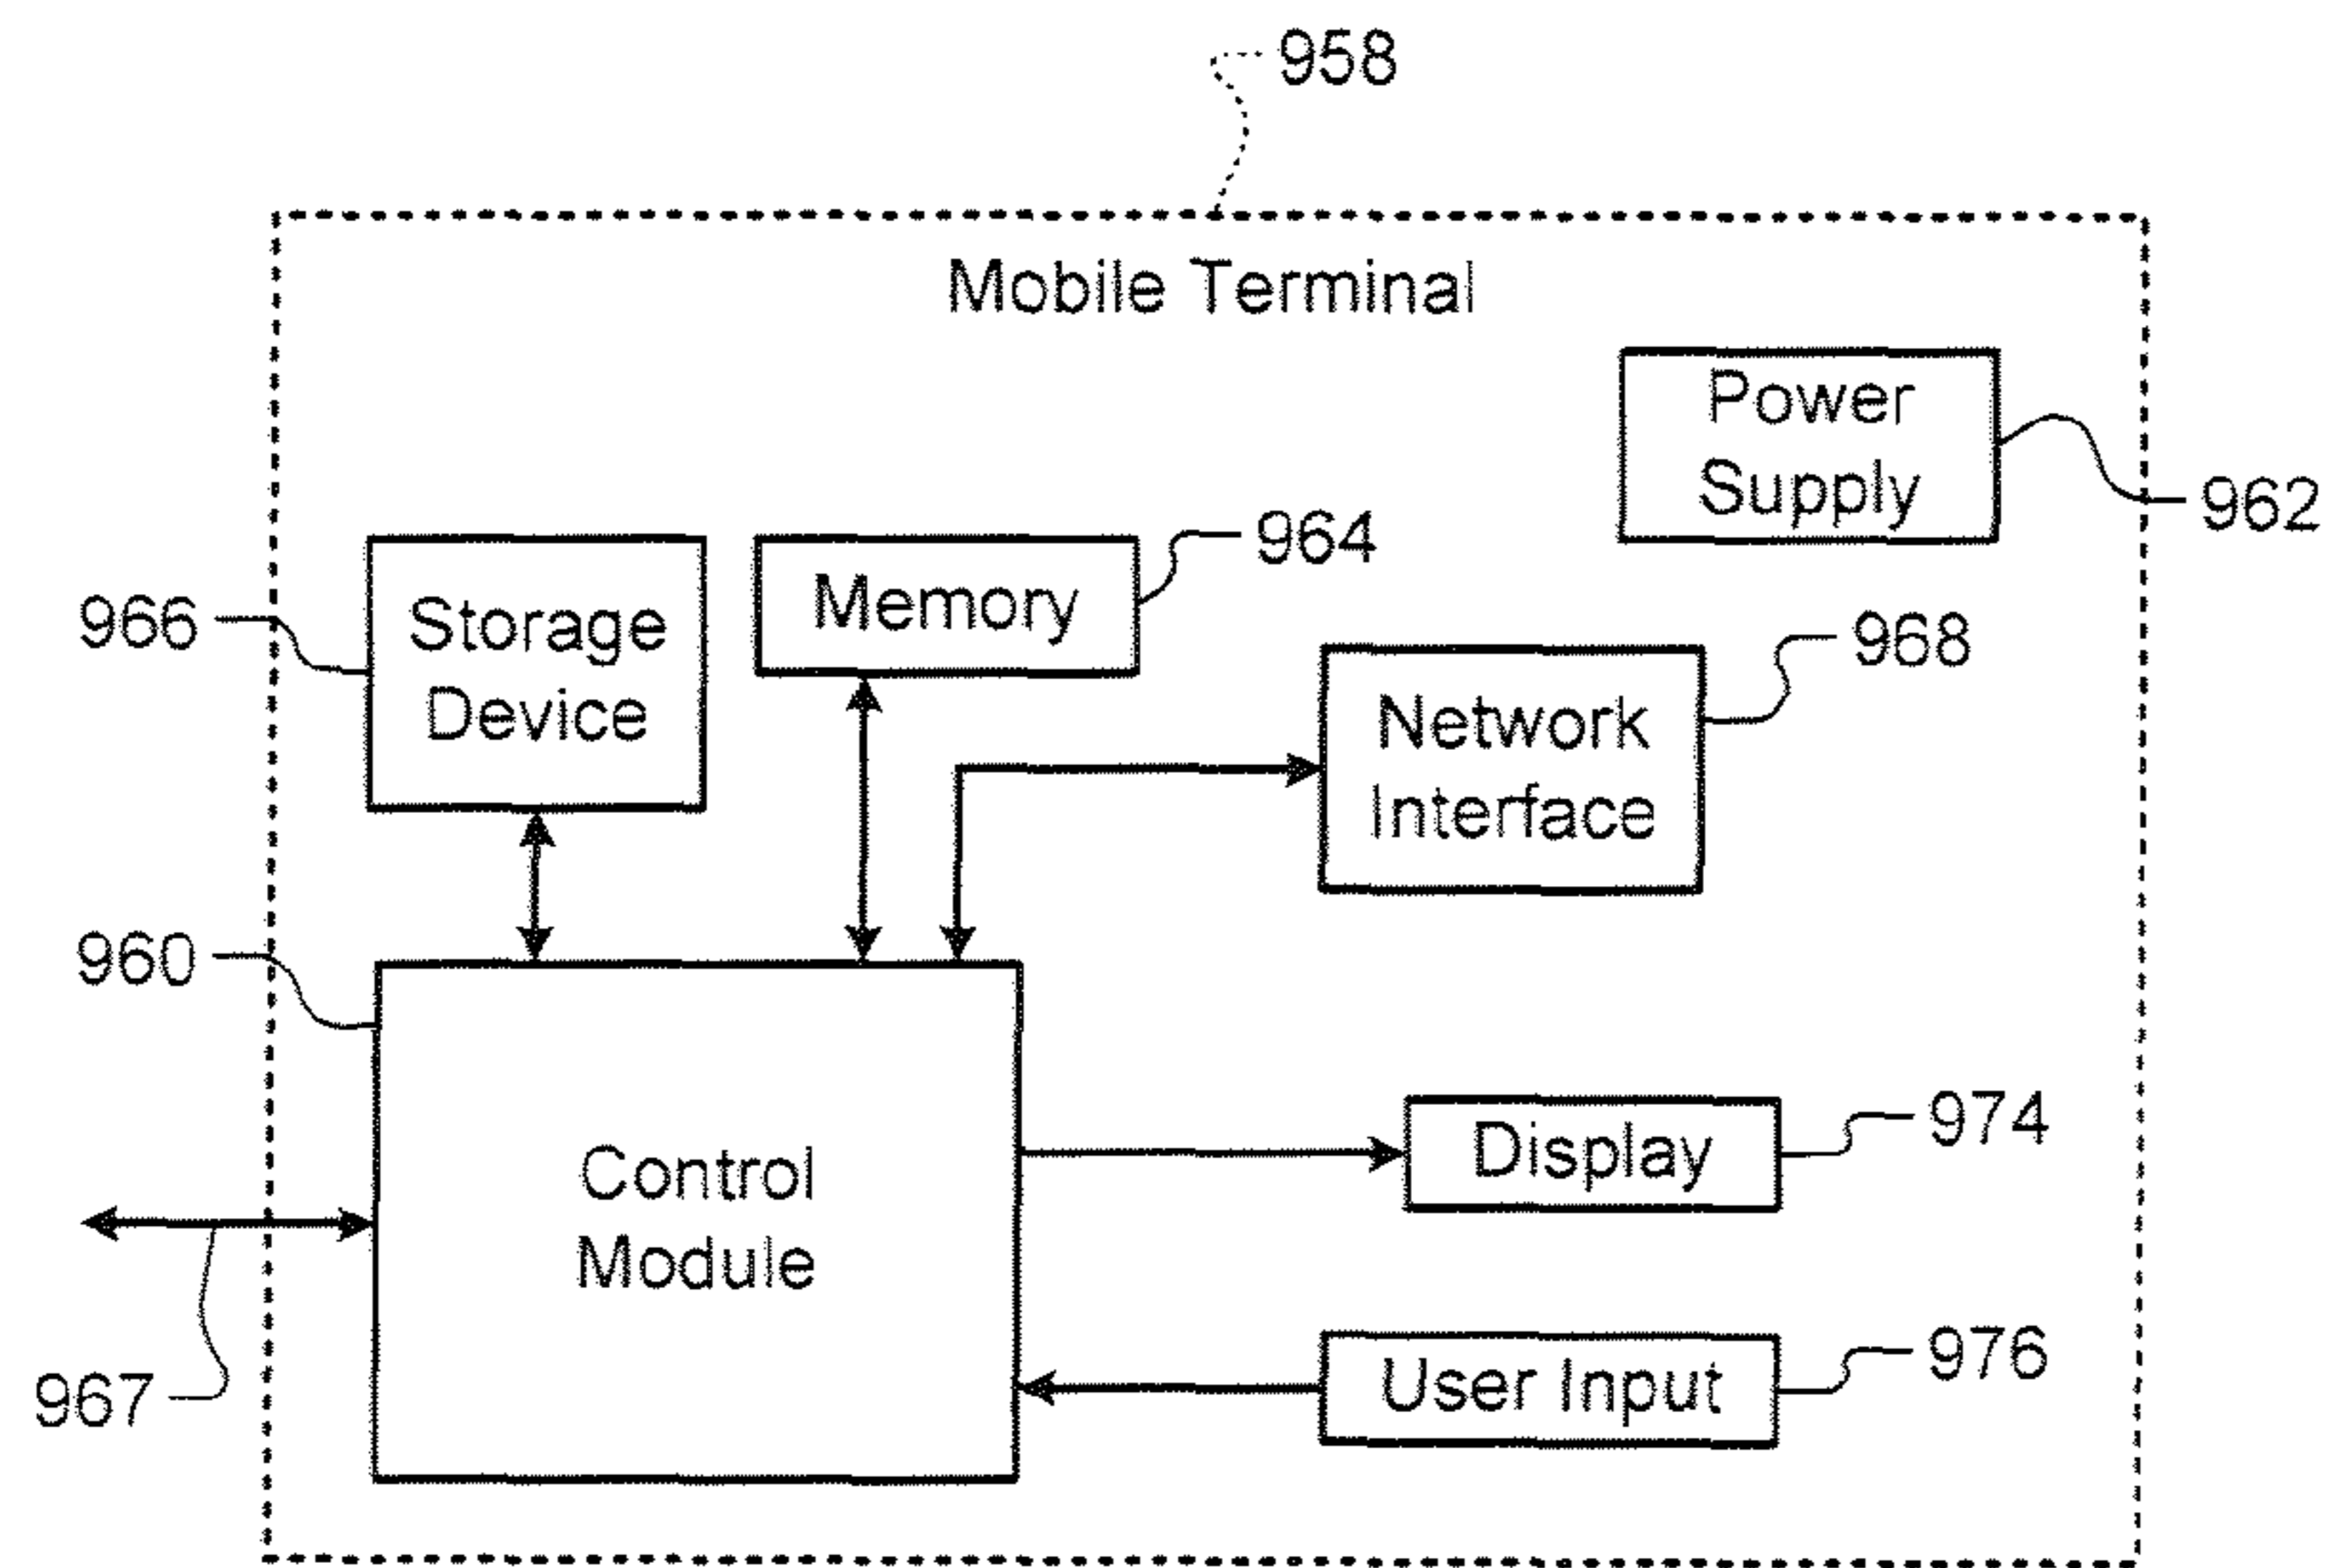 958
Mobile Terminal
Power
Supply
962
964
966
Storage
Device
Memory
968
Network
Interface
960
Control
Module
Display
974
967
User Input
976